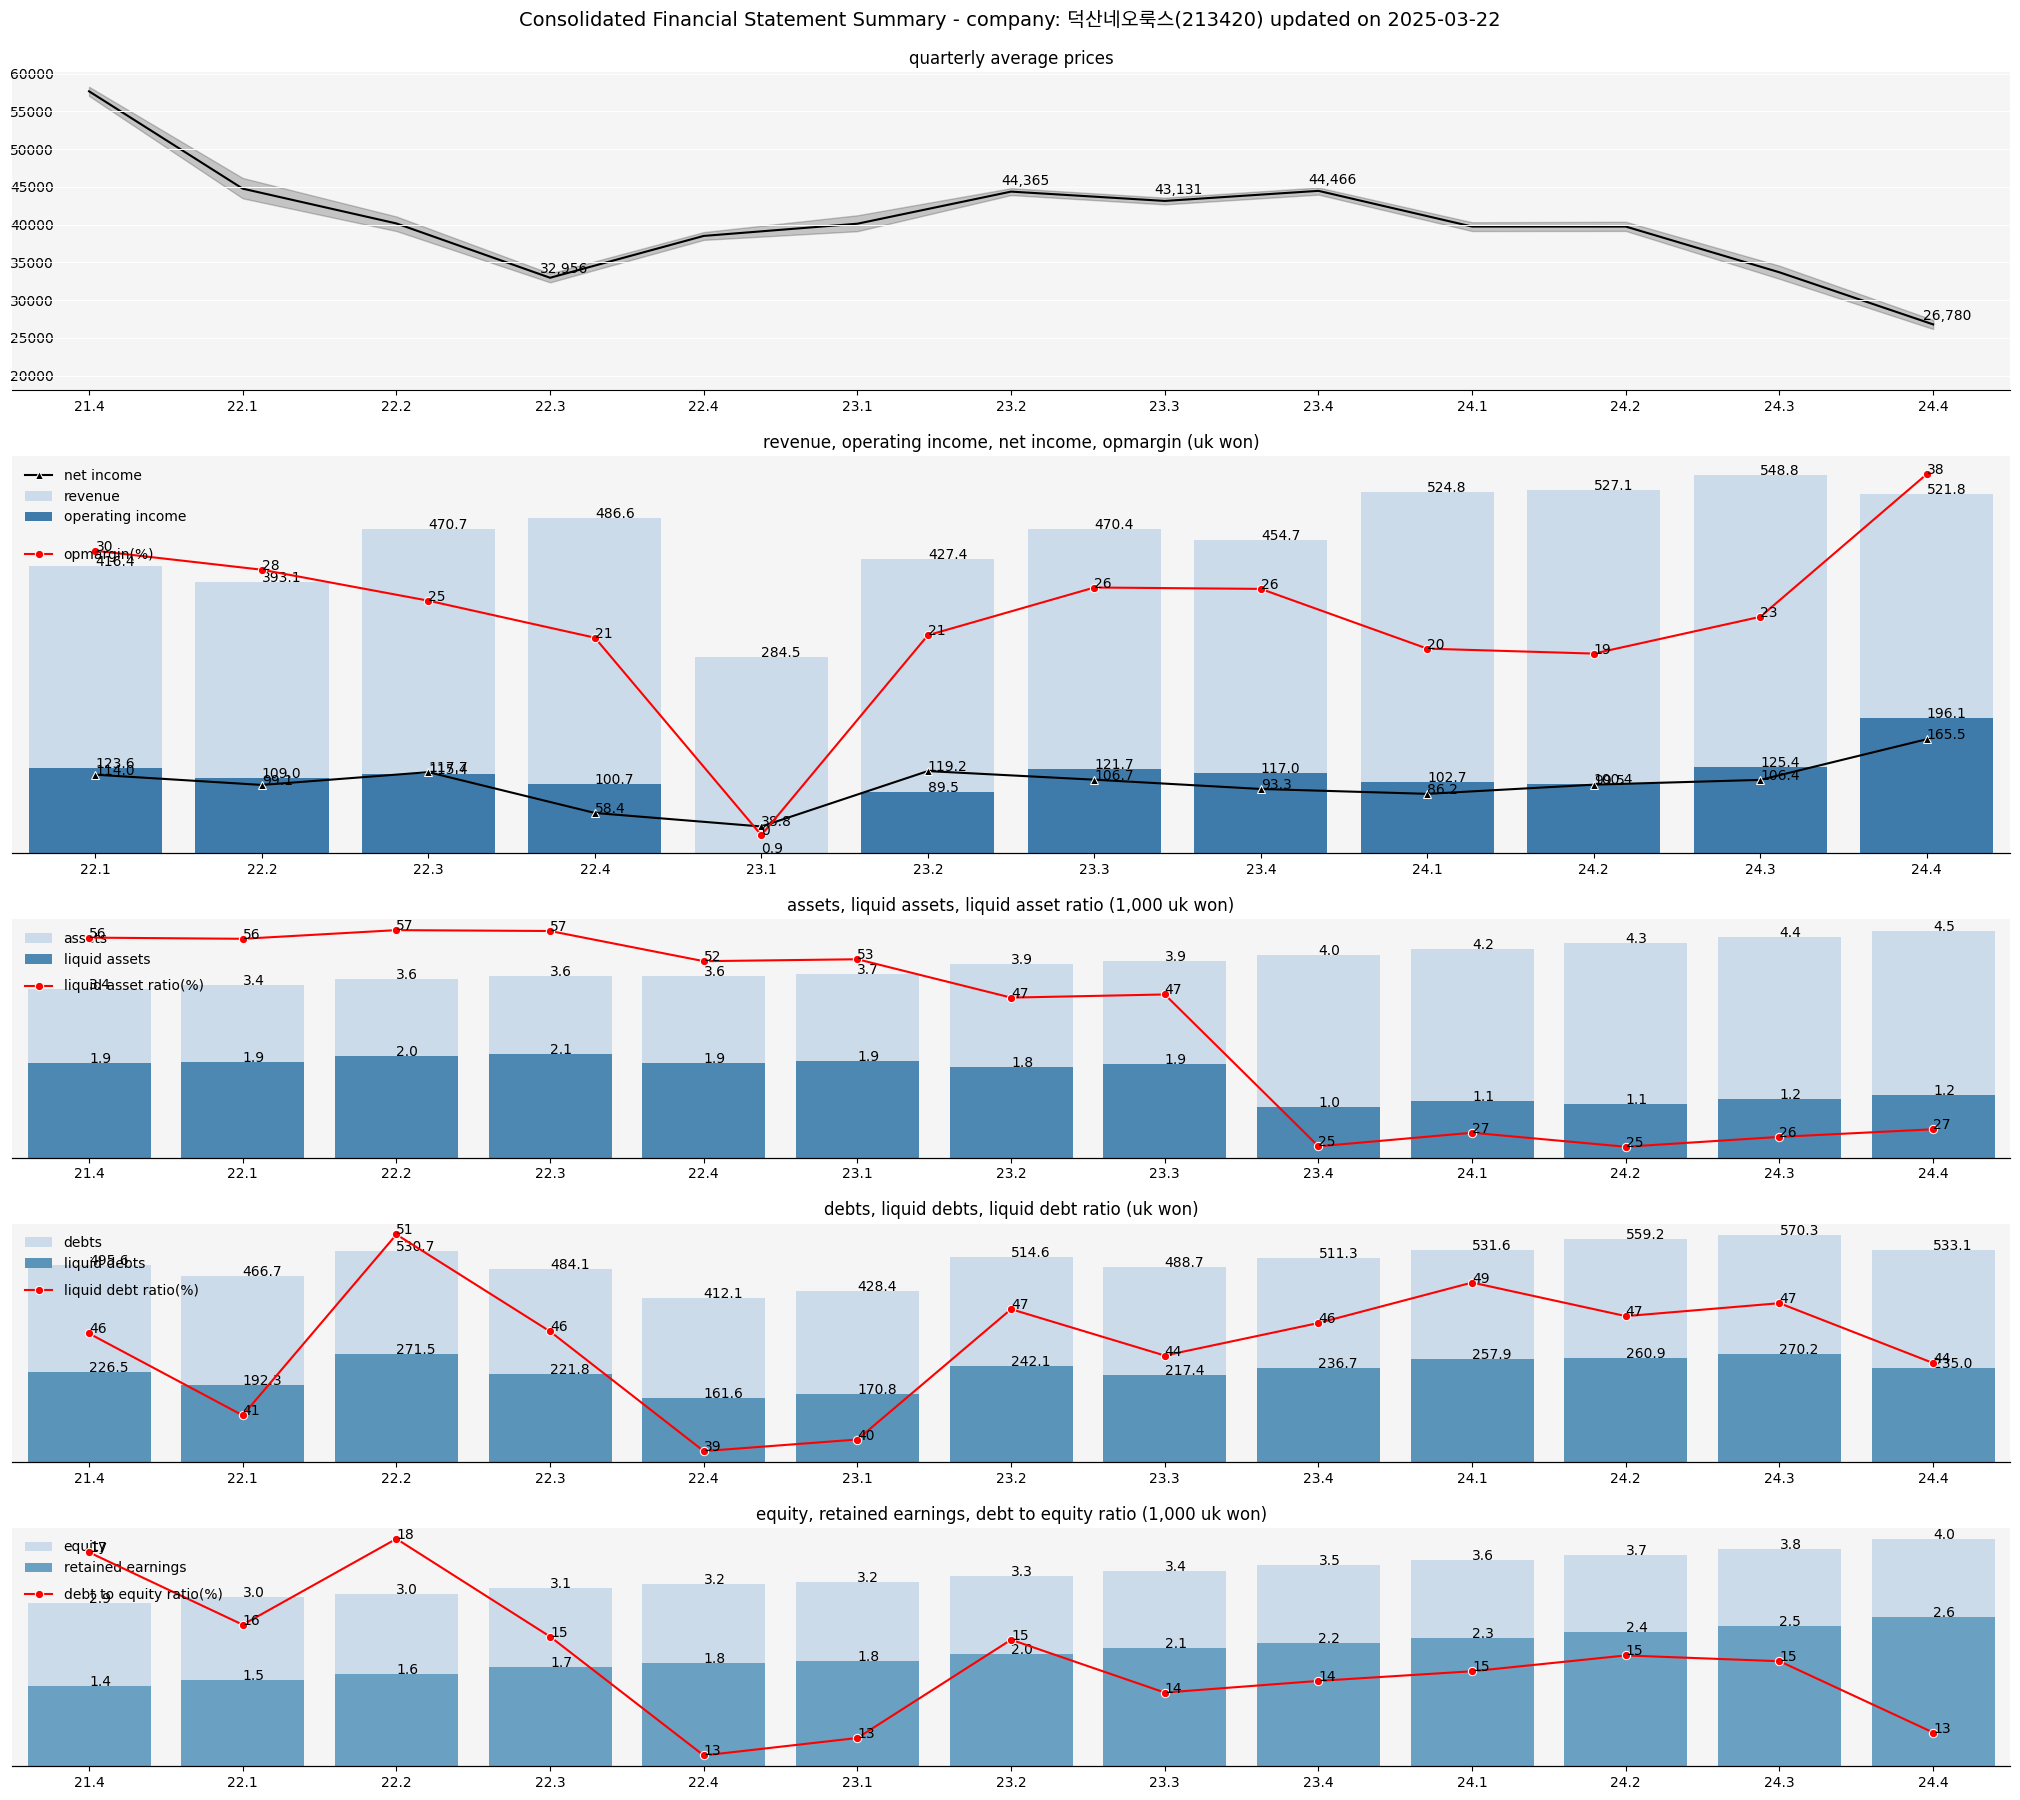 Consolidated Financial Statement Summary - company: 덕산네오룩스(213420) updated on 2025-03-22
quarterly average prices
60000
55000
50000
45000
40000
35000
30000
25000
20000
32,956
44,365
43,131
44,466
26,780
21.4 22.1 22.2 22.3 22.4 23.1 23.2 23.3 23.4 24.1 24.2 24.3 24.4
revenue, operating income, net income, opmargin (uk won)
net income
revenue
operating income
opmargin(%)
30 28 25 21 0 21 26 26 20 19 23 38
416.4 393.1 470.7 486.6 284.5 427.4 470.4 454.7 524.8 527.1 548.8 521.8
123.6 109.0 115.4 100.7 0.9 89.5 121.7 117.0 102.7 125.4 196.1
114.0 99.1 117.7 58.4 119.2 106.7 93.3 86.2 106.4 165.5
22.1 22.2 22.3 22.4 23.1 23.2 23.3 23.4 24.1 24.2 24.3 24.4
assets, liquid assets, liquid asset ratio (1,000 uk won)
assets
liquid assets
liquid asset ratio(%)
56 56 57 57 52 53 47 47 25 27 25 26 27
3.4 3.4 3.6 3.6 3.6 3.7 3.9 3.9 4.0 4.2 4.3 4.4 4.5
1.9 1.9 2.0 2.1 1.9 1.9 1.8 1.9 1.0 1.1 1.1 1.2 1.2
21.4 22.1 22.2 22.3 22.4 23.1 23.2 23.3 23.4 24.1 24.2 24.3 24.4
debts, liquid debts, liquid debt ratio (uk won)
debts
liquid debts
liquid debt ratio(%)
495.6 466.7 530.7 484.1 412.1 428.4 514.6 488.7 511.3 531.6 559.2 570.3 533.1
46 41 51 46 39 40 47 44 46 49 47 47 44
226.5 192.3 271.5 221.8 161.6 170.8 242.1 217.4 236.7 257.9 260.9 270.2 235.0
21.4 22.1 22.2 22.3 22.4 23.1 23.2 23.3 23.4 24.1 24.2 24.3 24.4
equity, retained earnings, debt to equity ratio (1,000 uk won)
equity
retained earnings
debt to equity ratio(%)
17 16 18 15 13 13 15 14 14 15 15 15 13
2.9 3.0 3.0 3.1 3.2 3.2 3.3 3.4 3.5 3.6 3.7 3.8 4.0
1.4 1.5 1.6 1.7 1.8 1.8 2.0 2.1 2.2 2.3 2.4 2.5 2.6
21.4 22.1 22.2 22.3 22.4 23.1 23.2 23.3 23.4 24.1 24.2 24.3 24.4